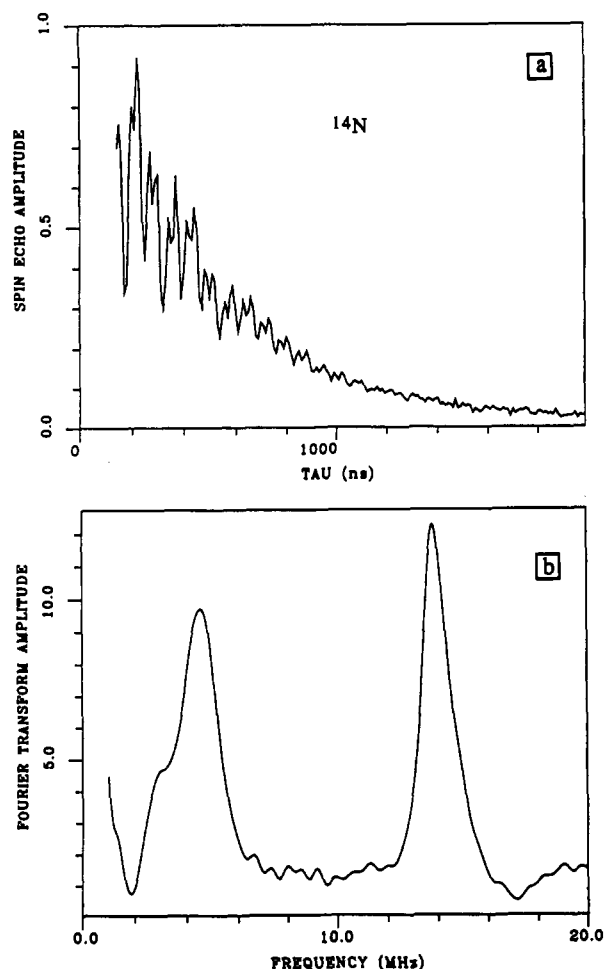 1.0
a
14N
SPIN ECHO AMPLITUDE
0.5
0.0
0
1000
TAU (ns)
b
FOURIER TRANSFORM AMPLITUDE
10.0
5.0
0.0
10.0
20.0
FREQUENCY (MHz)